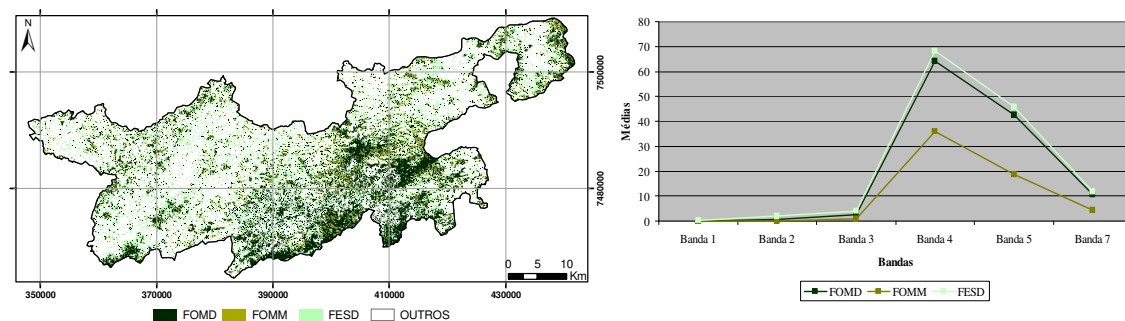 N
7500000
7480000
0 5 10
Km
350000 370000 390000 410000 430000
FOMD FOMM FESD OUTROS
80
70
60
50
40
30
20
10
0
Médias
Banda 1 Banda 2 Banda 3 Banda 4 Banda 5 Banda 7
Bandas
FOMD FOMM FESD